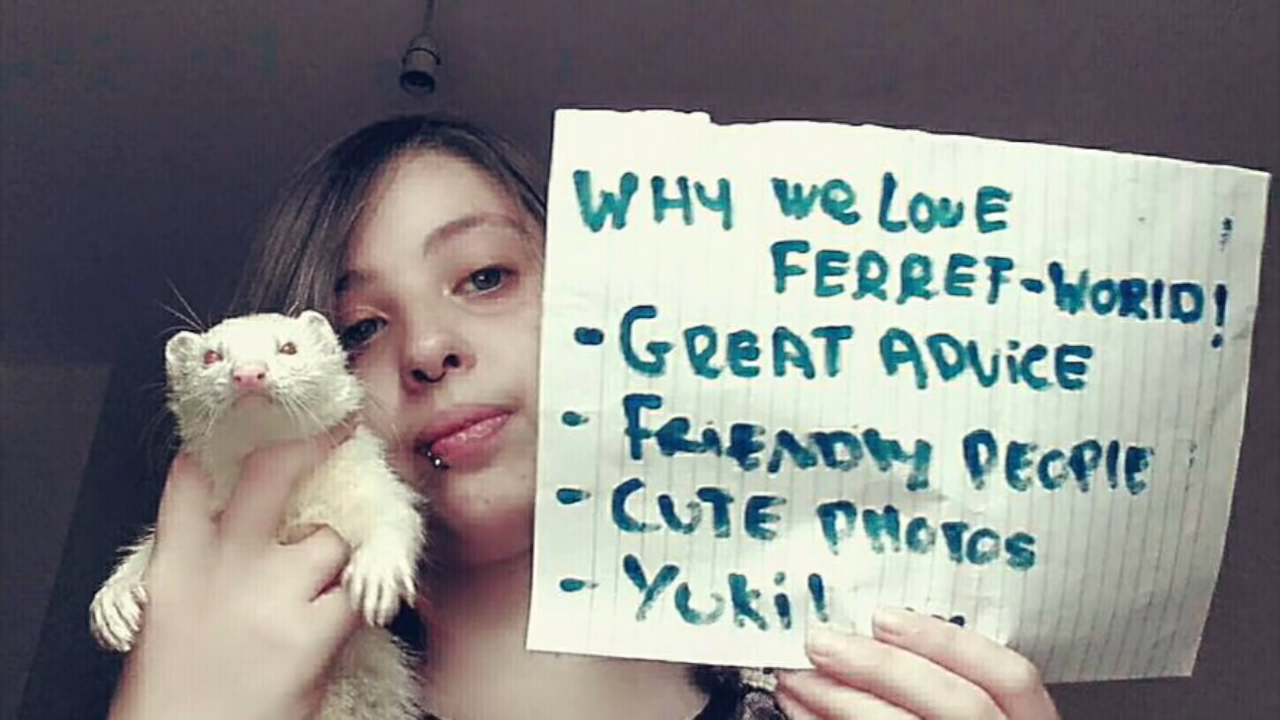 WHY We LOVE
FERRET-WORlD!
- GREAT ADViCE
- FRiENDly PEOPlE
- CUTE PHOTOS
- YUKi!